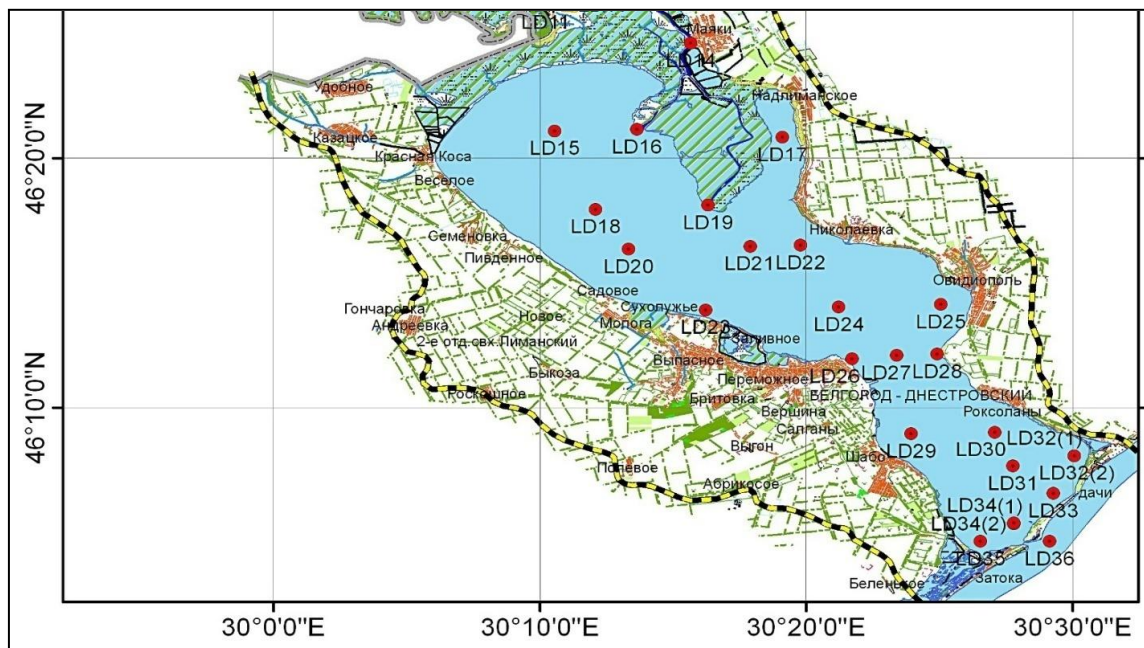 LD11
Маяки
LD14
Удобное
Надлиманское
Казацкое
LD15
LD16
LD17
46°20'0"N
Красная Коса
Веселое
LD18
LD19
Николаевка
Семеновка
Пивденное
LD20
LD21
LD22
Овидиополь
Садовое
Сухолужье
Гончаровка
Новое
LD23
LD24
LD25
Андреевка
Молога
2-е отд.свх.Лиманский
Заливное
Выпасное
LD26
LD27
LD28
Быкоза
Переможное
Роскошное
Бритовка
БЕЛГОРОД - ДНЕСТРОВСКИЙ
46°10'0"N
Вершина
Роксоланы
Салганы
Выгон
LD29
LD30
LD32(1)
Шабо
Полевое
LD31
LD32(2)
Абрикосое
дачи
LD34(1)
LD33
LD34(2)
LD35
LD36
Беленькое
Затока
30°0'0"E
30°10'0"E
30°20'0"E
30°30'0"E